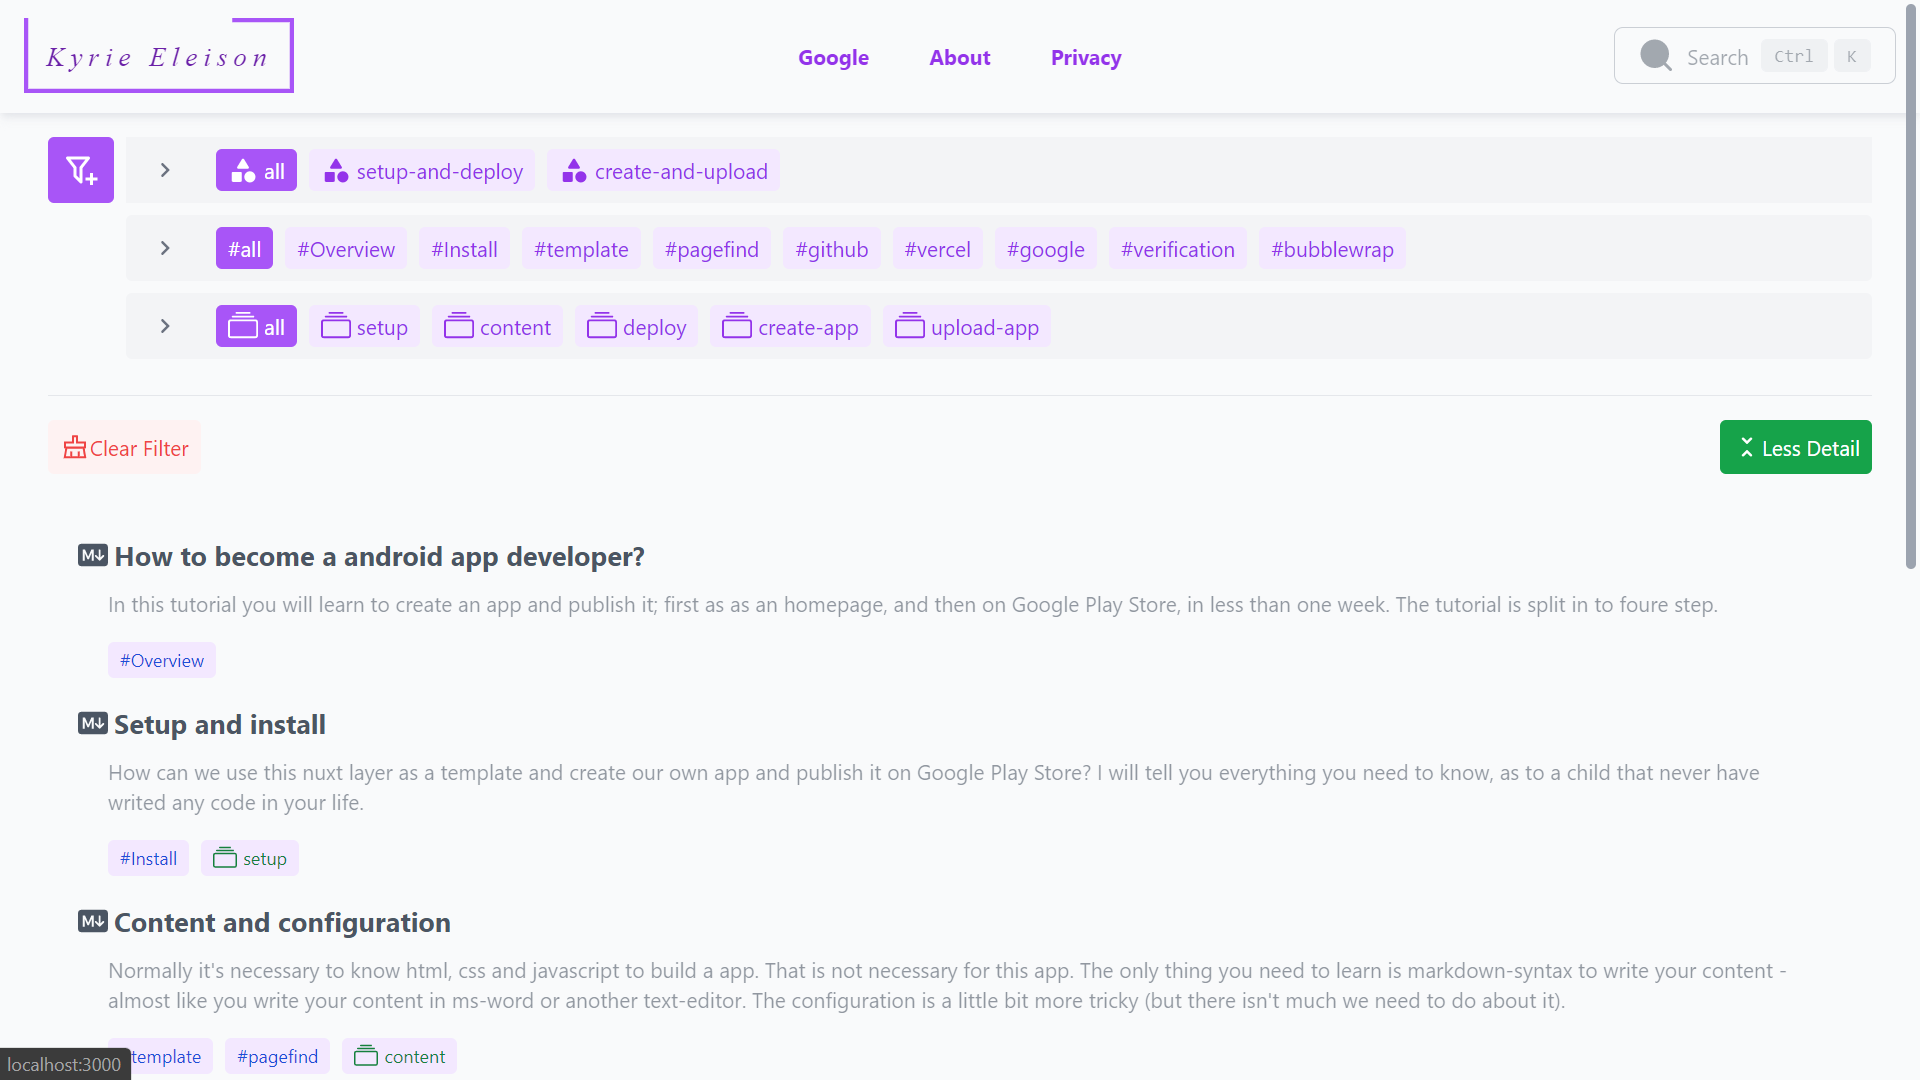 Kyrie Eleison
Google About Privacy
Search Ctrl K
all setup-and-deploy create-and-upload
#all #Overview #Install #template #pagefind #github #vercel #google #verification #bubblewrap
all setup content deploy create-app upload-app
Clear Filter
Less Detail
M↓ How to become a android app developer?
In this tutorial you will learn to create an app and publish it; first as as an homepage, and then on Google Play Store, in less than one week. The tutorial is split in to foure step.
#Overview
M↓ Setup and install
How can we use this nuxt layer as a template and create our own app and publish it on Google Play Store? I will tell you everything you need to know, as to a child that never have
writed any code in your life.
#Install setup
M↓ Content and configuration
Normally it's necessary to know html, css and javascript to build a app. That is not necessary for this app. The only thing you need to learn is markdown-syntax to write your content -
almost like you write your content in ms-word or another text-editor. The configuration is a little bit more tricky (but there isn't much we need to do about it).
template #pagefind content
localhost:3000